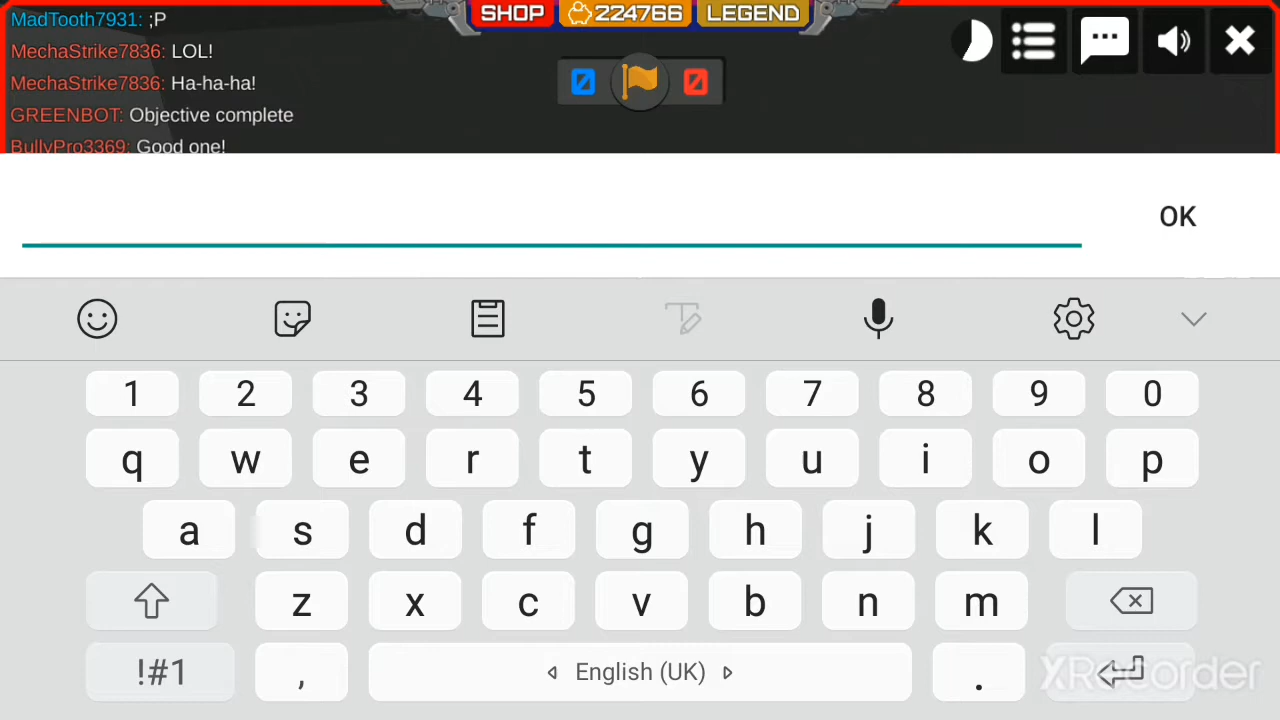 MadTooth7931: ;P
MechaStrike7836: LOL!
MechaStrike7836: Ha-ha-ha!
GREENBOT: Objective complete
BullyPro3369: Good one!
SHOP 224766 LEGEND
0 0
OK
1 2 3 4 5 6 7 8 9 0
q w e r t y u i o p
a s d f g h j k l
z x c v b n m
!#1 , English (UK) .
XRecorder